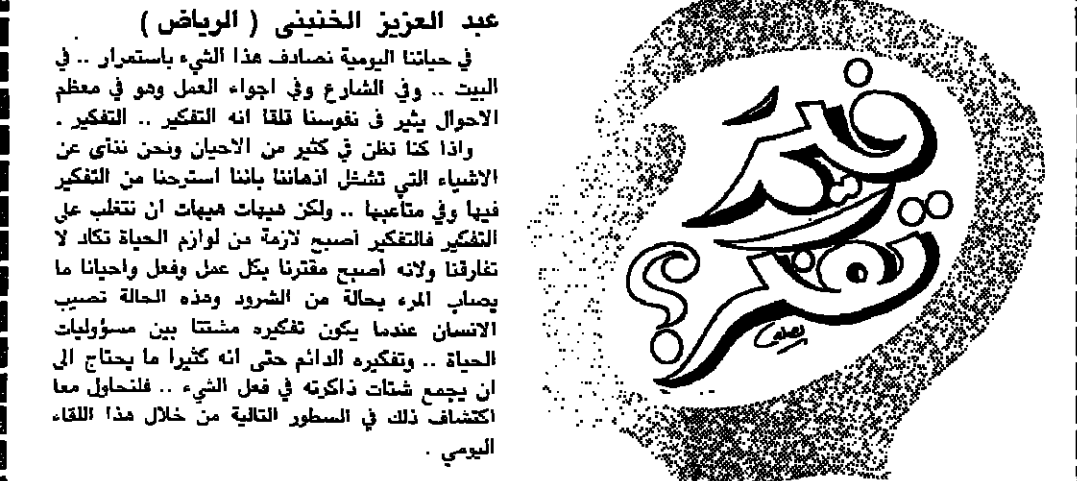 عبد العزيز الخنيني ( الرياض )
في حياتنا اليومية نصادف هذا الشيء باستمرار .. في
البيت .. وفي الشارع وفي اجواء العمل وهو في معظم
الاحوال يثير في نفوسنا قلقا انه التفكير .. التفكير .
واذا كنا نظن في كثير من الاحيان ونحن ننأى عن
الاشياء التي تشغل اذهاننا باننا استرحنا من التفكير
فيها وفي متاعبها .. ولكن هيهات هيهات ان نتغلب على
التفكير فالتفكير أصبح لازمة من لوازم الحياة تكاد لا
تفارقنا ولانه أصبح مقترنا بكل عمل وفعل واحيانا ما
يصاب المرء بحالة من الشرود وهذه الحالة تصيب
الانسان عندما يكون تفكيره مشتتا بين مسؤوليات
الحياة .. وتفكيره الدائم حتى انه كثيرا ما يحتاج الى
ان يجمع شتات ذاكرته في فعل الشيء .. فلنحاول معا
اكتشاف ذلك في السطور التالية من خلال هذا اللقاء
اليومي .